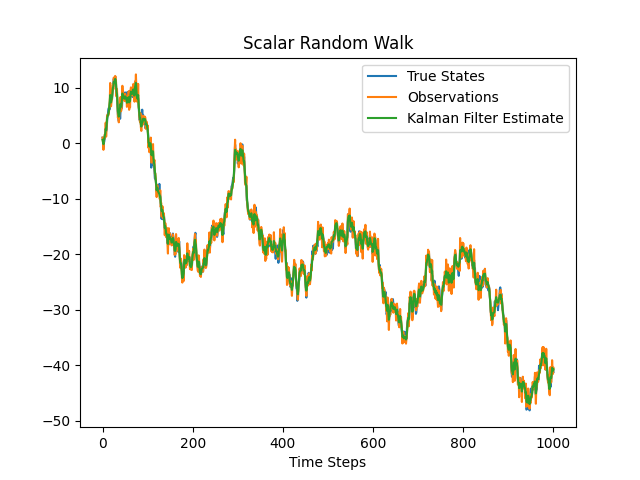 Scalar Random Walk
True States
Observations
Kalman Filter Estimate
10
0
−10
−20
−30
−40
−50
0 200 400 600 800 1000
Time Steps